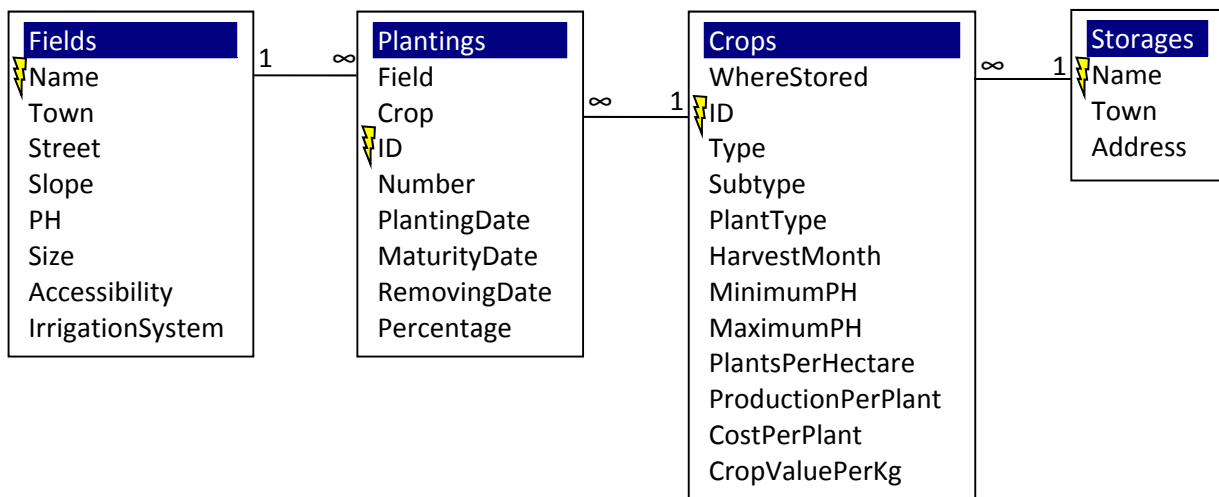 Fields
Name
Town
Street
Slope
PH
Size
Accessibility
IrrigationSystem
1
∞
Plantings
Field
Crop
ID
Number
PlantingDate
MaturityDate
RemovingDate
Percentage
∞
1
Crops
WhereStored
ID
Type
Subtype
PlantType
HarvestMonth
MinimumPH
MaximumPH
PlantsPerHectare
ProductionPerPlant
CostPerPlant
CropValuePerKg
∞
1
Storages
Name
Town
Address